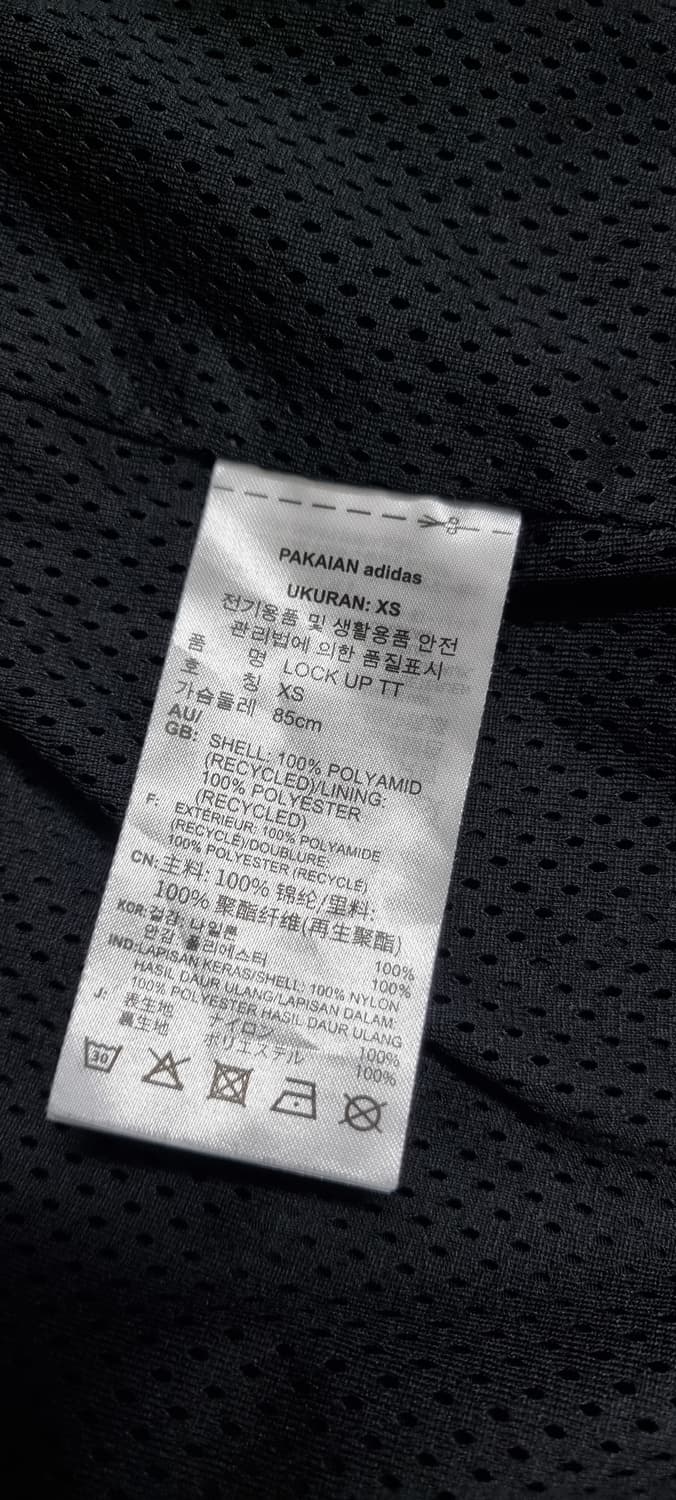 PAKAIAN adidas
UKURAN: XS
전기용품 및 생활용품 안전
관리법에 의한 품질표시
품 명 LOCK UP TT
호 칭 XS
가슴둘레 85cm
AU/
GB: SHELL: 100% POLYAMID
(RECYCLED)/LINING:
100% POLYESTER
(RECYCLED)
F: EXTÉRIEUR: 100% POLYAMIDE
(RECYCLÉ)/DOUBLURE:
100% POLYESTER (RECYCLÉ)
CN: 主料: 100% 锦纶/里料:
100% 聚酯纤维(再生聚酯)
KOR: 겉감: 나일론 100%
안감: 폴리에스터 100%
IND: LAPISAN KERAS/SHELL: 100% NYLON
HASIL DAUR ULANG/LAPISAN DALAM:
100% POLYESTER HASIL DAUR ULANG
J: 表生地 ナイロン 100%
裏生地 ポリエステル 100%
30